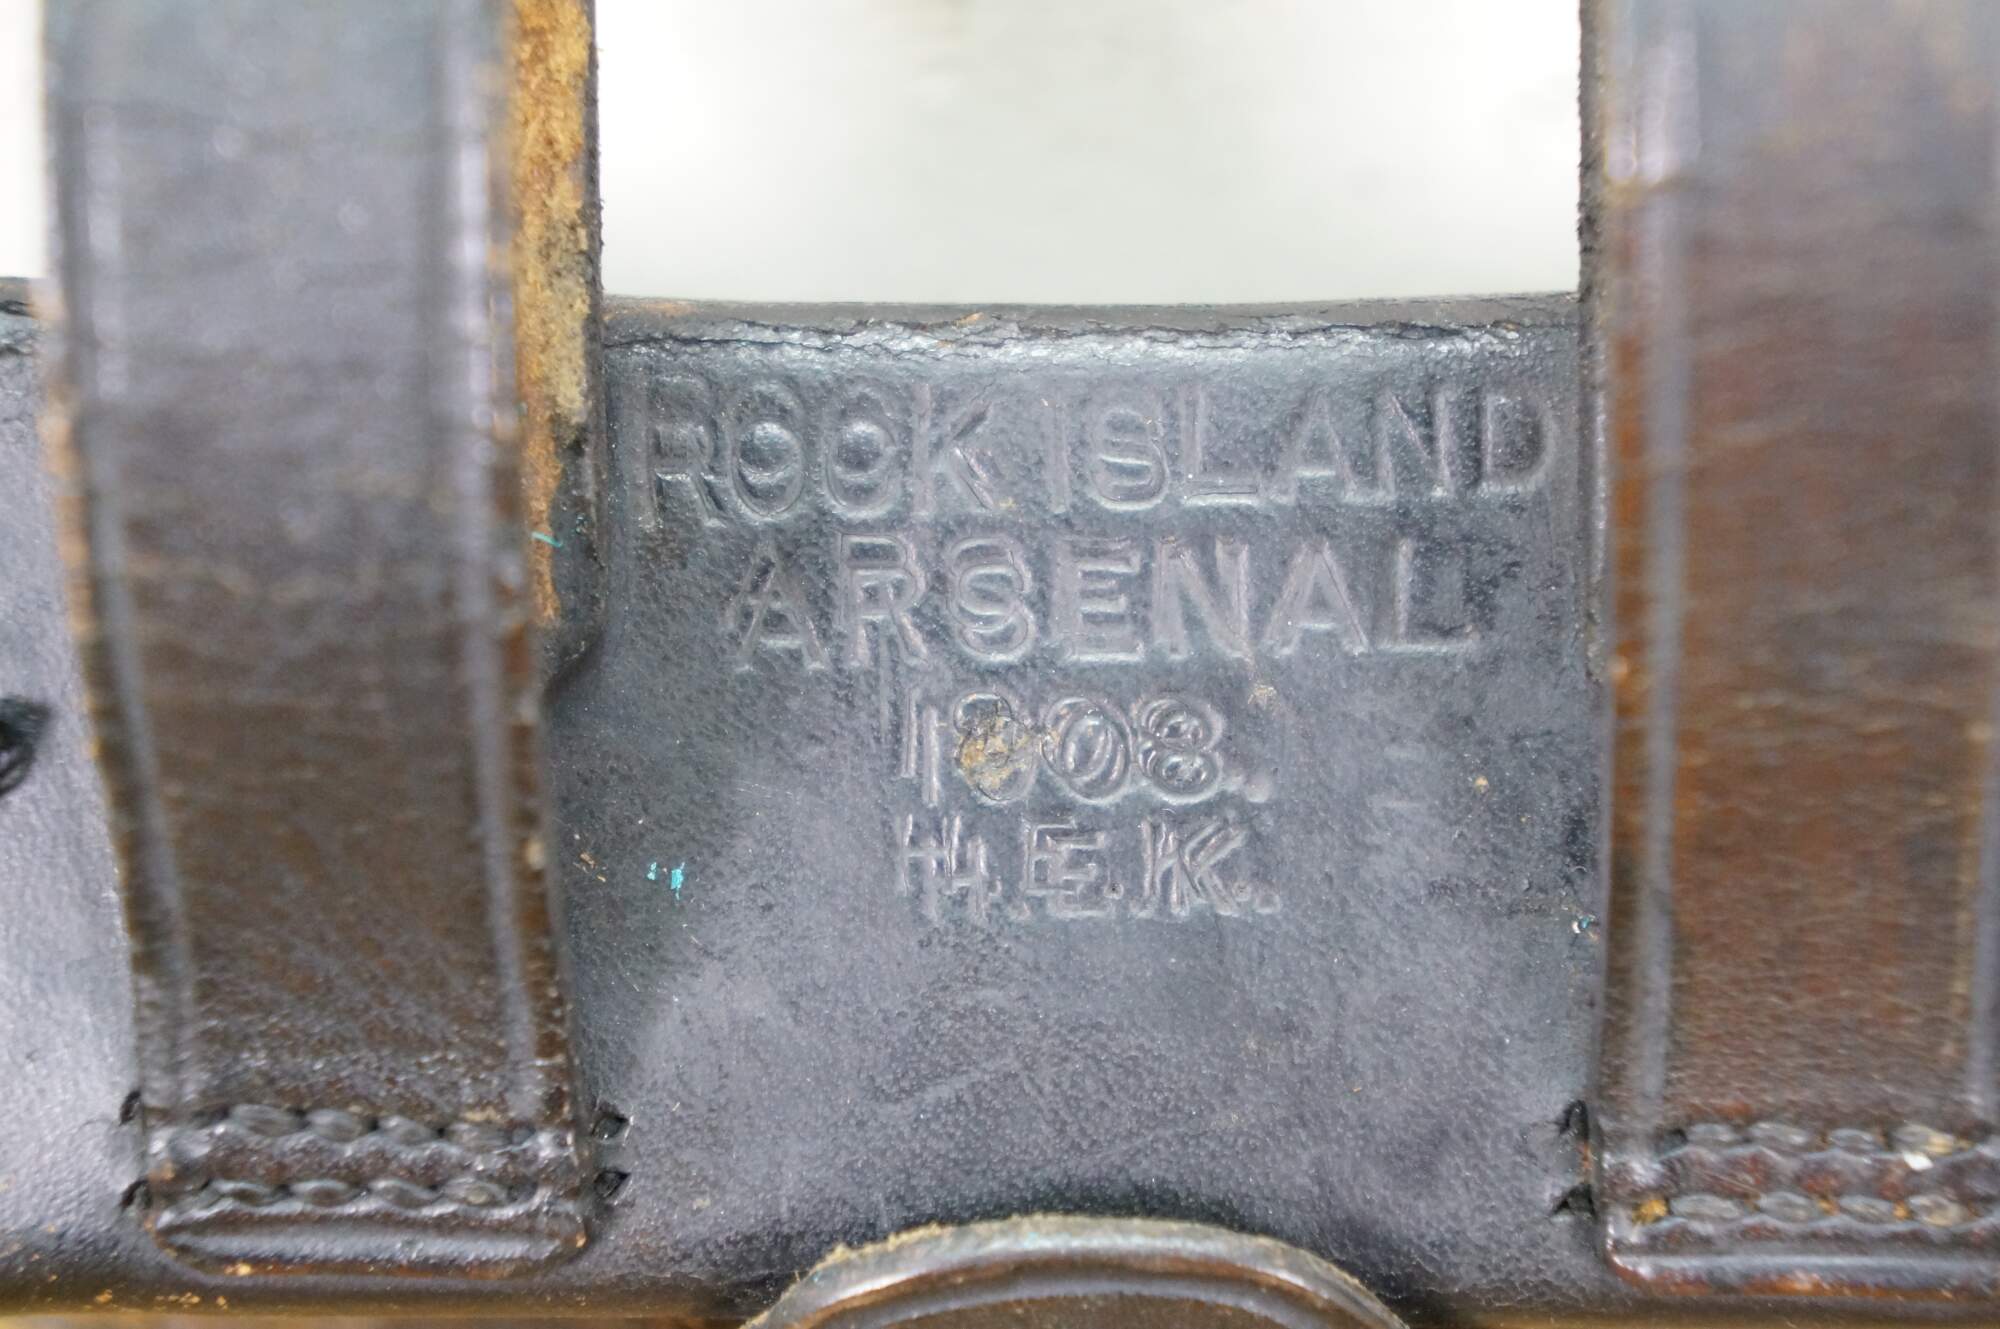 ROCK ISLAND
ARSENAL
1908.
H.E.K.